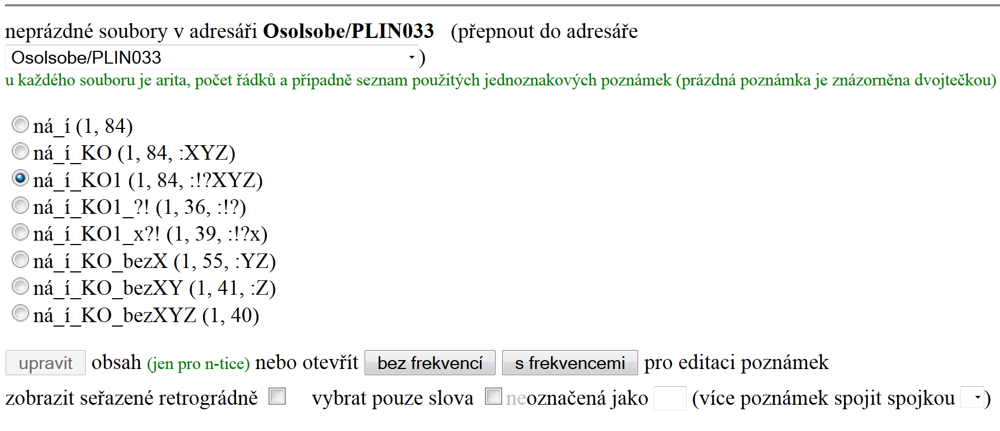 neprázdné soubory v adresáři Osolsobe/PLIN033 (přepnout do adresáře
Osolsobe/PLIN033 )
u každého souboru je arita, počet řádků a případně seznam použitých jednoznakových poznámek (prázdná poznámka je znázorněna dvojtečkou)
ná_í (1, 84)
ná_í_KO (1, 84, :XYZ)
ná_í_KO1 (1, 84, :!?XYZ)
ná_í_KO1_?! (1, 36, :!?)
ná_í_KO1_x?! (1, 39, :!?x)
ná_í_KO_bezX (1, 55, :YZ)
ná_í_KO_bezXY (1, 41, :Z)
ná_í_KO_bezXYZ (1, 40)
upravit obsah (jen pro n-tice) nebo otevřít bez frekvencí s frekvencemi pro editaci poznámek
zobrazit seřazené retrográdně vybrat pouze slova neoznačená jako (více poznámek spojit spojkou )